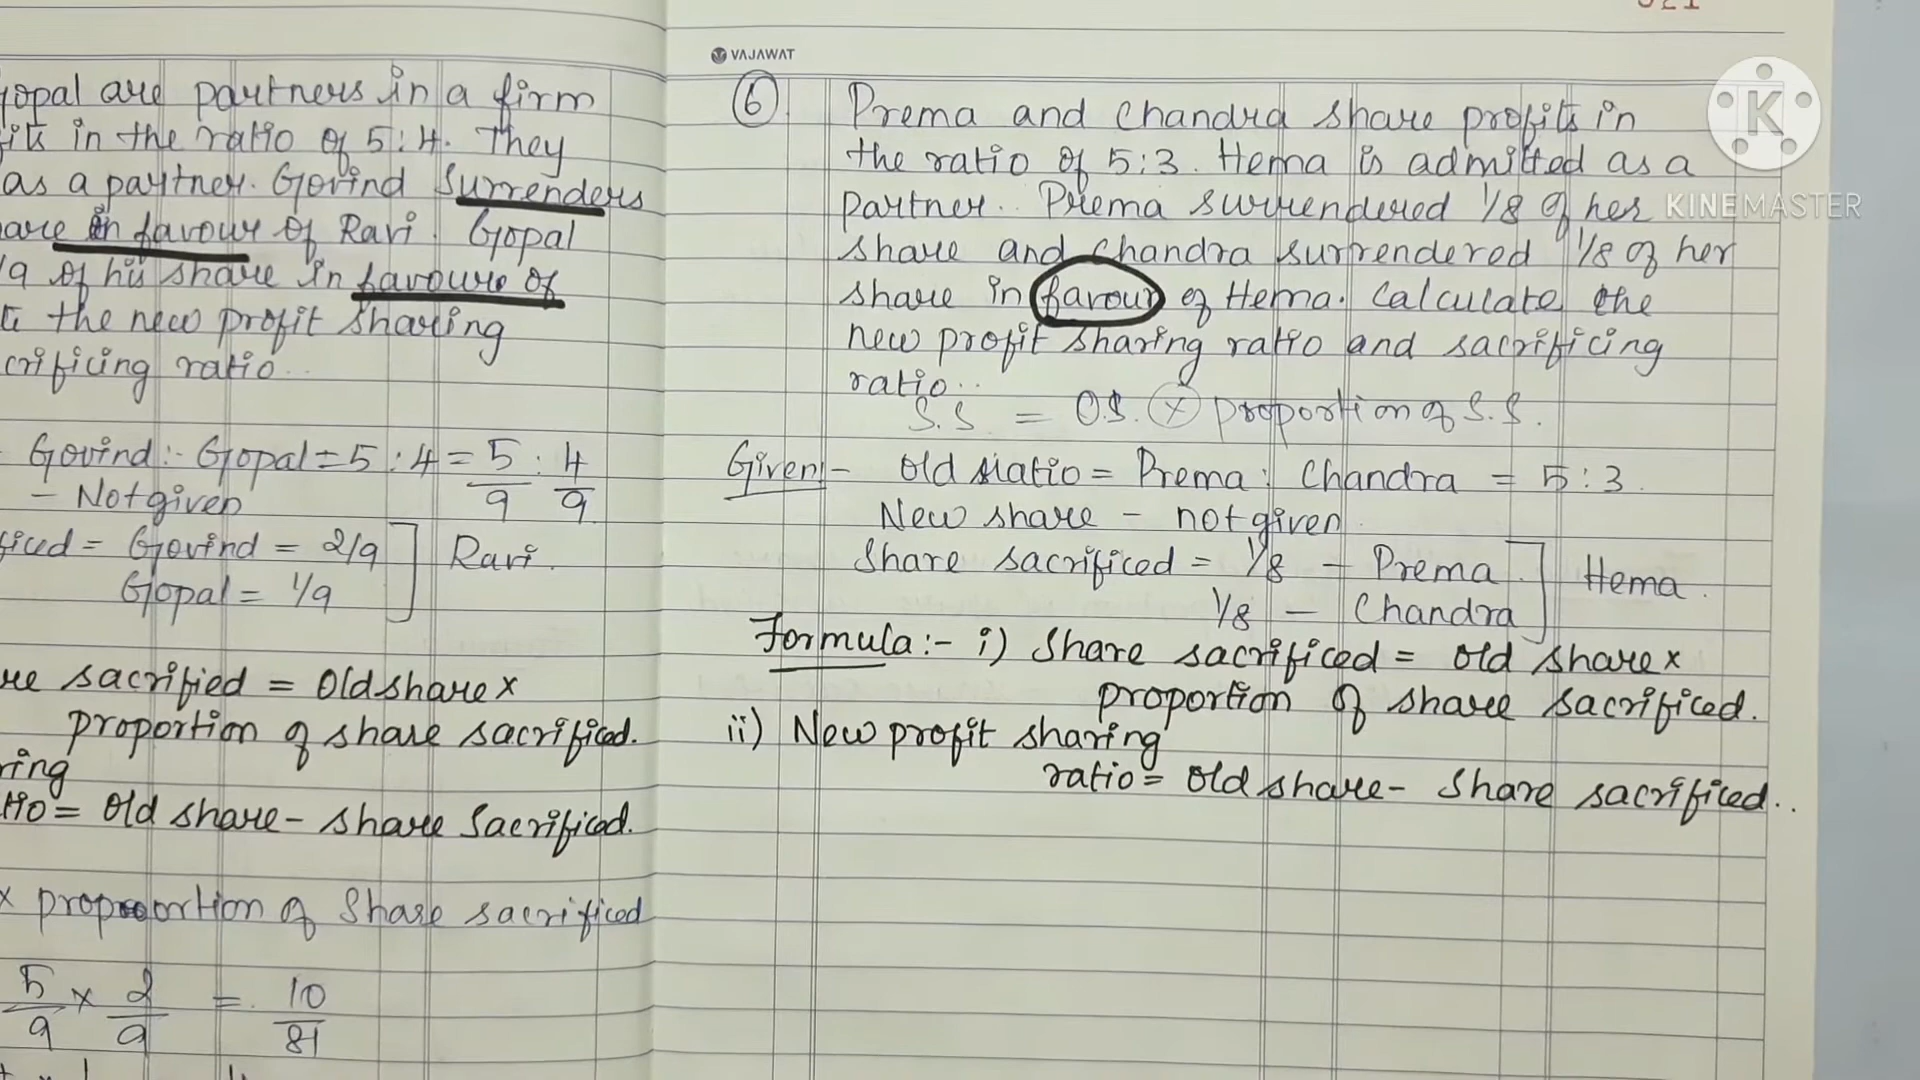 opal are partners in a firm
in the ratio of 5:4. They
as a partner. Govind Surrenders
are in favour of Ravi. Gopal
/9 of his share in favoure of
the new profit sharing
crificing ratio..
Govind:- Gopal = 5 : 4 = 5/9 : 4/9
- Not given
ficed = Govind = 2/9 ] Ravi.
Gopal = 1/9
re sacrified = Old share x
proportion of share sacrificed.
ring
tio = Old share - share Sacrificed.
x proportion of Share sacrificed
5/9 x 2/9 = 10/81
VAJAWAT
6 Prema and Chandra share profits in
the ratio of 5:3. Hema is admitted as a
partner.. Prema surrendered 1/8 of her
share and Chandra surrendered 1/8 of her
share in favour of Hema. Calculate the
new profit sharing ratio and sacrificing
ratio..
S.S = O.S. x proportion of S.S.
Given:- Old Ratio = Prema : Chandra = 5:3.
New share - not given.
Share sacrificed = 1/8 - Prema ] Hema.
1/8 - Chandra
Formula:- i) Share sacrificed = Old share x
proportion of share sacrificed.
ii) New profit sharing
ratio = Old share - Share sacrificed..
K
KINEMASTER